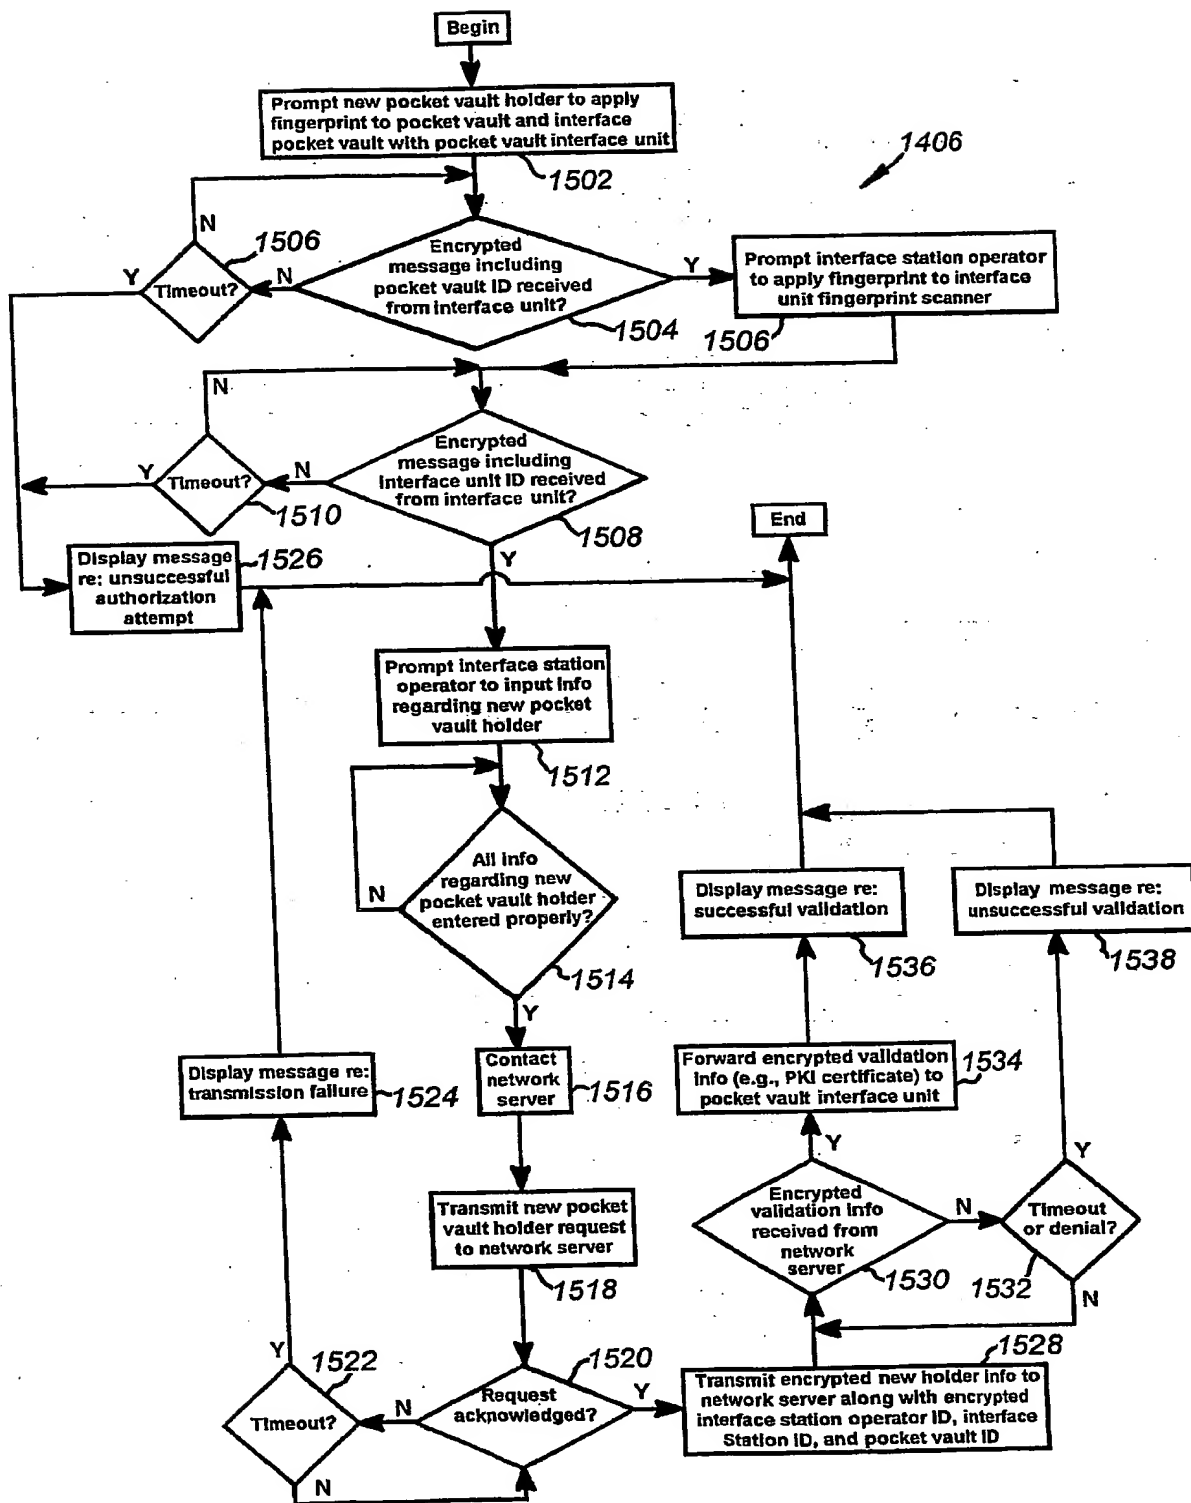 Begin
Prompt new pocket vault holder to apply
fingerprint to pocket vault and interface
pocket vault with pocket vault interface unit
1502
1406
N
1506
Y
Timeout?
N
Encrypted
message including
pocket vault ID received
from interface unit?
1504
Y
Prompt interface station operator
to apply fingerprint to interface
unit fingerprint scanner
1506
N
Y
Timeout?
1510
N
Encrypted
message including
interface unit ID received
from interface unit?
1508
Y
End
Display message
re: unsuccessful
authorization
attempt
1526
Prompt interface station
operator to input info
regarding new pocket
vault holder
1512
All info
regarding new
pocket vault holder
entered properly?
N
1514
Y
Display message re:
successful validation
1536
Display message re:
unsuccessful validation
1538
Display message re:
transmission failure
1524
Contact
network
server
1516
Forward encrypted validation
info (e.g., PKI certificate) to
pocket vault interface unit
1534
Y
Transmit new pocket
vault holder request
to network server
1518
Encrypted
validation info
received from
network
server
1530
N
Y
Timeout
or denial?
1532
N
Y
1522
Timeout?
N
N
1520
Request
acknowledged?
Y
1528
Transmit encrypted new holder info to
network server along with encrypted
interface station operator ID, interface
Station ID, and pocket vault ID